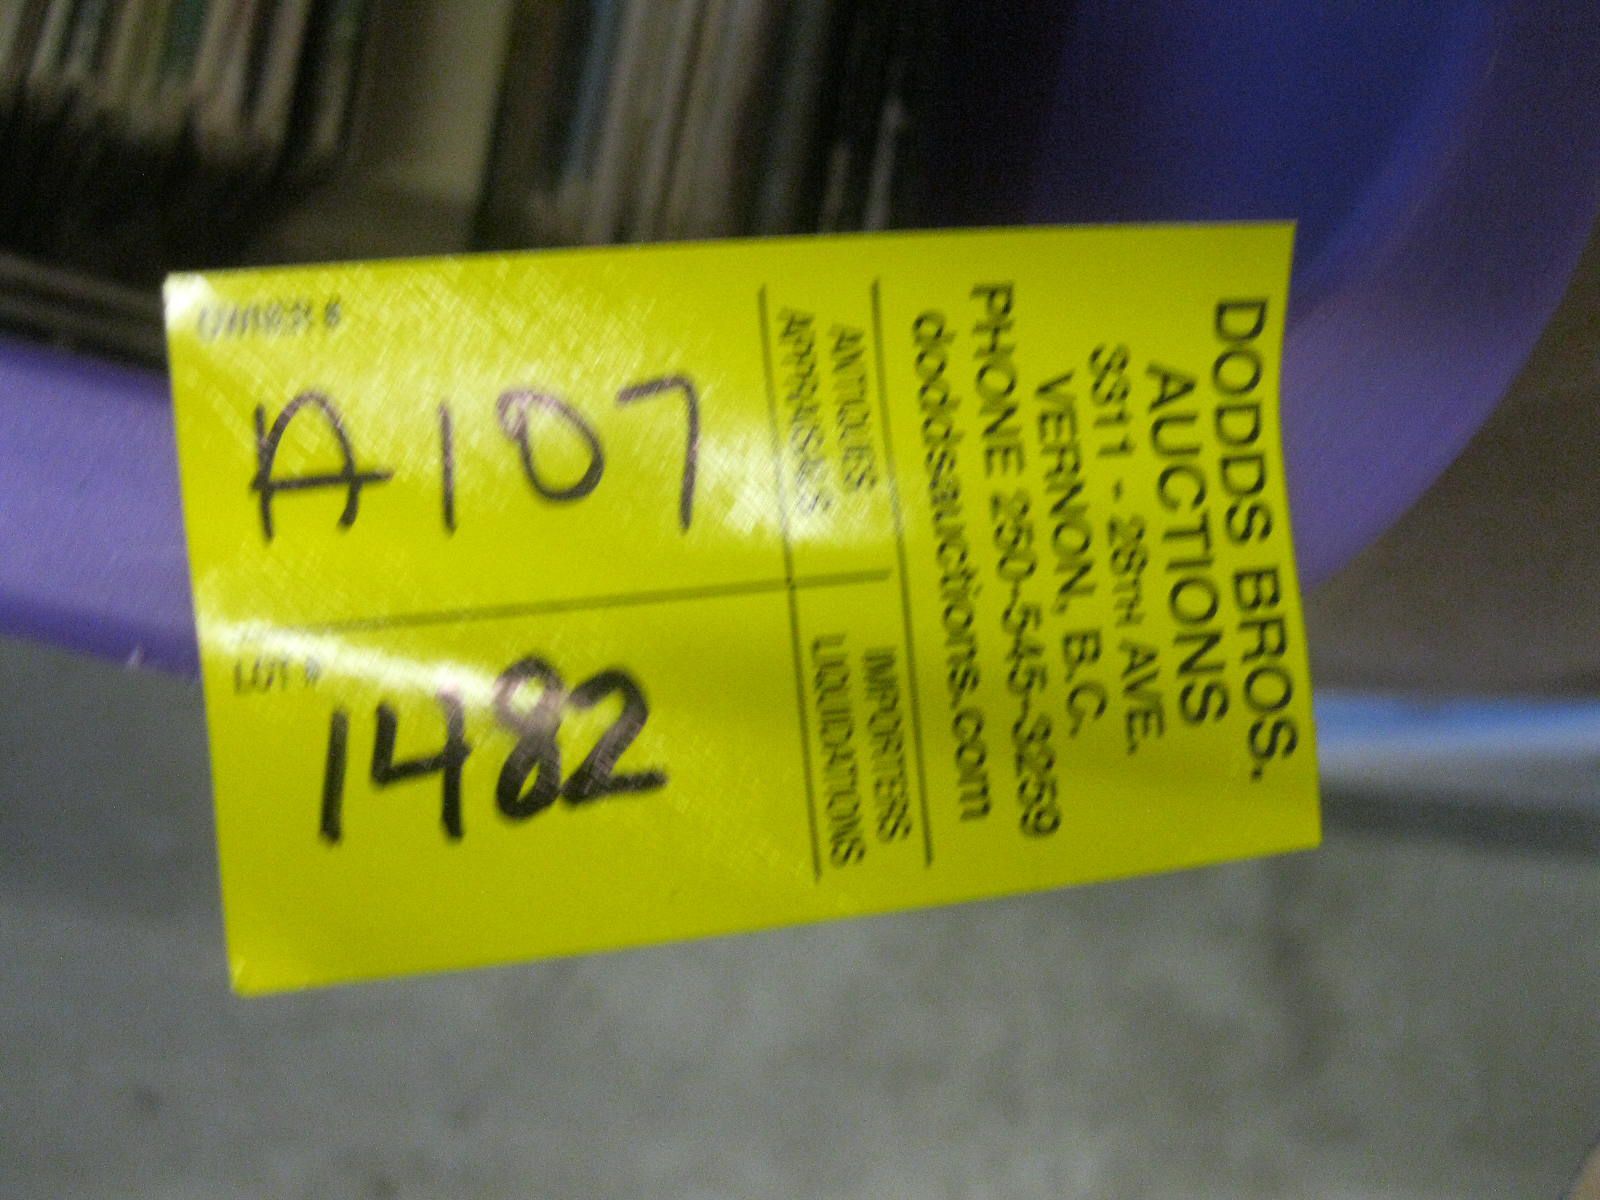 DODDS BROS.
AUCTIONS
3311 - 28TH AVE.
VERNON, B.C.
PHONE 250-545-3259
doddsauctions.com
ANTIQUES
APPRAISALS
IMPORTERS
LIQUIDATIONS
OWNER #
A107
LOT #
1482